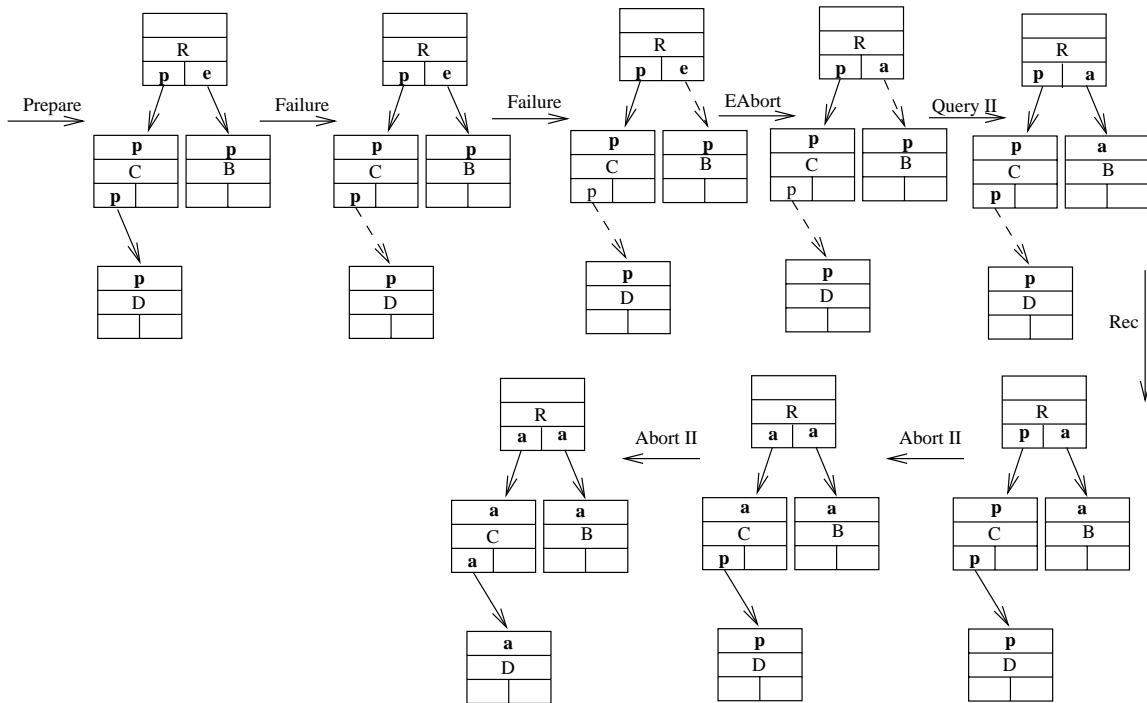 R R R R R
p e p e p e p a p a
Prepare Failure Failure EAbort Query II
p p p p p p p p p a
C B C B C B C B C B
p p p p p
p p p p p
D D D D D
Rec
R R R
a a a a p a
Abort II Abort II
a a a a p a
C B C B C B
a p p
a p p
D D D